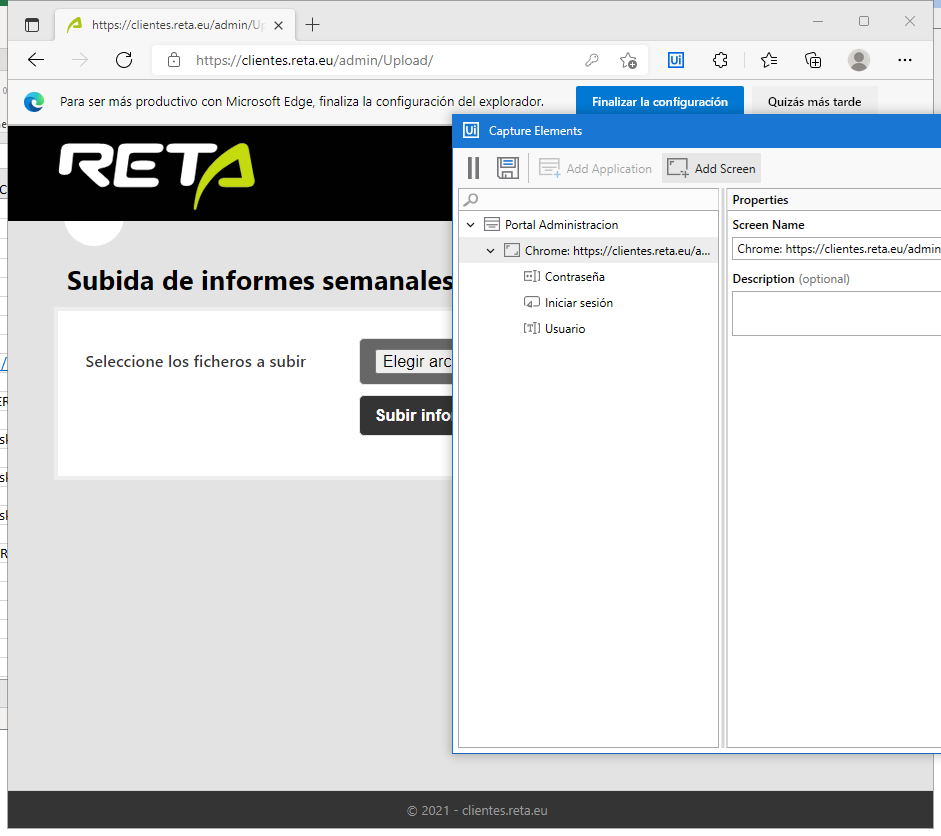 https://clientes.reta.eu/admin/Up
https://clientes.reta.eu/admin/Upload/
Para ser más productivo con Microsoft Edge, finaliza la configuración del explorador.
Finalizar la configuración
Quizás más tarde
RETA
Subida de informes semanales
Seleccione los ficheros a subir
Elegir arc
Subir info
Ui Capture Elements
Add Application
Add Screen
Portal Administracion
Chrome: https://clientes.reta.eu/a...
Contraseña
Iniciar sesión
Usuario
Properties
Screen Name
Chrome: https://clientes.reta.eu/admin
Description (optional)
© 2021 - clientes.reta.eu